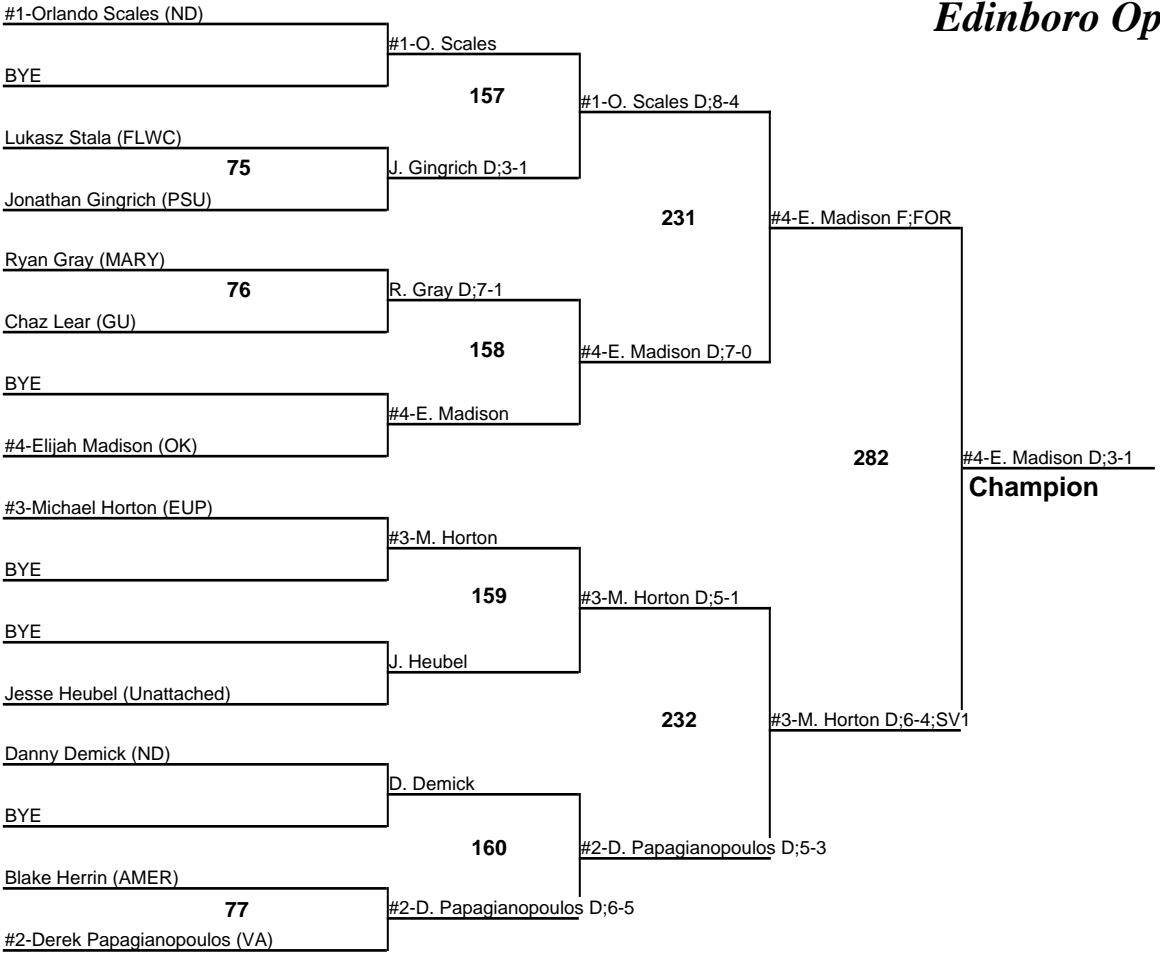 Edinboro Op
#1-Orlando Scales (ND)
#1-O. Scales
BYE
157
#1-O. Scales D;8-4
Lukasz Stala (FLWC)
75
J. Gingrich D;3-1
Jonathan Gingrich (PSU)
231
#4-E. Madison F;FOR
Ryan Gray (MARY)
76
R. Gray D;7-1
Chaz Lear (GU)
158
#4-E. Madison D;7-0
BYE
#4-E. Madison
#4-Elijah Madison (OK)
282
#4-E. Madison D;3-1
Champion
#3-Michael Horton (EUP)
#3-M. Horton
BYE
159
#3-M. Horton D;5-1
BYE
J. Heubel
Jesse Heubel (Unattached)
232
#3-M. Horton D;6-4;SV1
Danny Demick (ND)
D. Demick
BYE
160
#2-D. Papagianopoulos D;5-3
Blake Herrin (AMER)
77
#2-D. Papagianopoulos D;6-5
#2-Derek Papagianopoulos (VA)